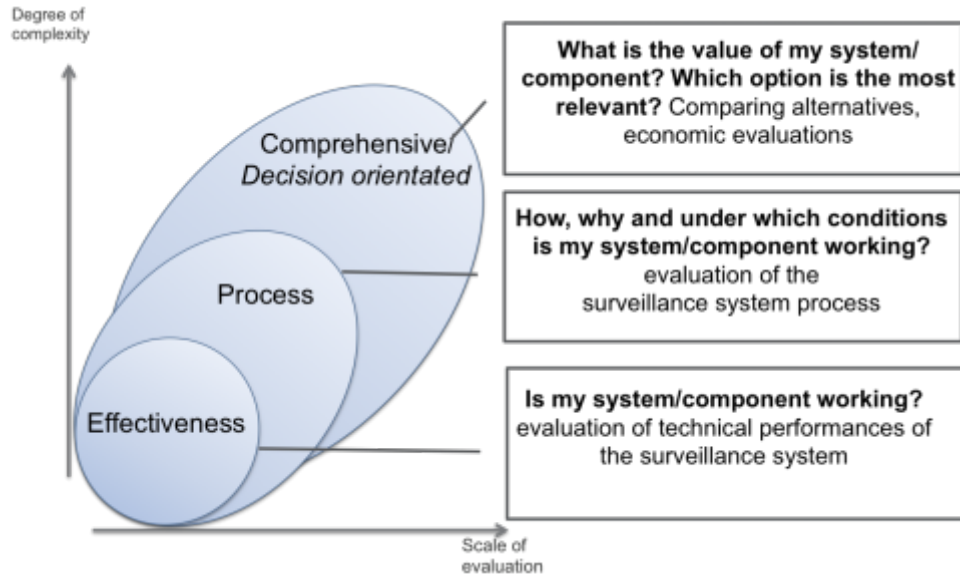 Degree of
complexity
What is the value of my system/
component? Which option is the most
relevant? Comparing alternatives,
economic evaluations
Comprehensive/
Decision orientated
How, why and under which conditions
is my system/component working?
evaluation of the
surveillance system process
Process
Is my system/component working?
evaluation of technical performances of
the surveillance system
Effectiveness
Scale of
evaluation